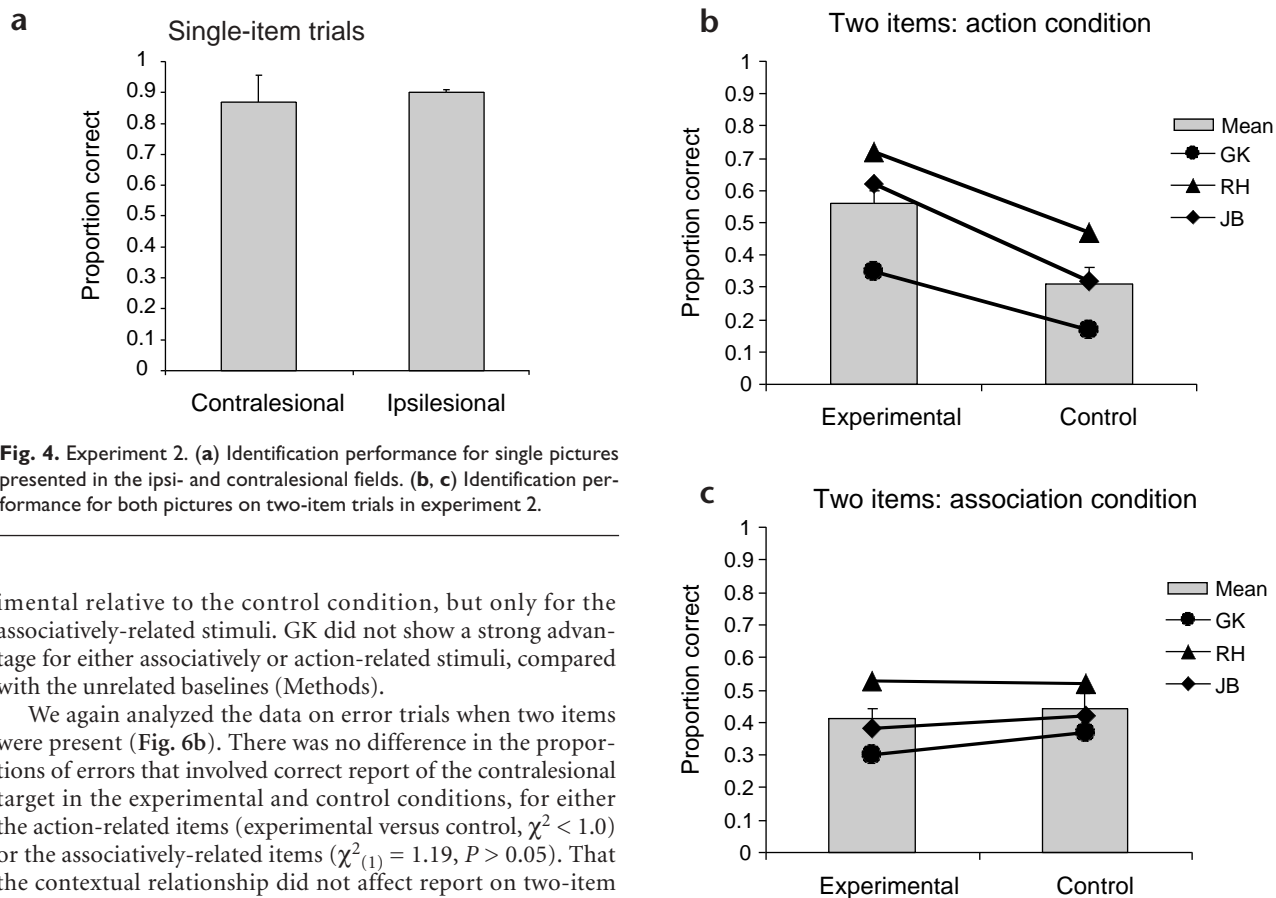 a
Single-item trials
1
0.9
0.8
0.7
0.6
0.5
0.4
0.3
0.2
0.1
0
Proportion correct
Contralesional Ipsilesional
Fig. 4. Experiment 2. (a) Identification performance for single pictures
presented in the ipsi- and contralesional fields. (b, c) Identification per-
formance for both pictures on two-item trials in experiment 2.
imental relative to the control condition, but only for the
associatively-related stimuli. GK did not show a strong advan-
tage for either associatively or action-related stimuli, compared
with the unrelated baselines (Methods).
We again analyzed the data on error trials when two items
were present (Fig. 6b). There was no difference in the propor-
tions of errors that involved correct report of the contralesional
target in the experimental and control conditions, for either
the action-related items (experimental versus control, χ² < 1.0)
or the associatively-related items (χ²(1) = 1.19, P > 0.05). That
the contextual relationship did not affect report on two-item
b
Two items: action condition
1
0.9
0.8
0.7
0.6
0.5
0.4
0.3
0.2
0.1
0
Proportion correct
Experimental Control
Mean
GK
RH
JB
c
Two items: association condition
1
0.9
0.8
0.7
0.6
0.5
0.4
0.3
0.2
0.1
0
Proportion correct
Experimental Control
Mean
GK
RH
JB